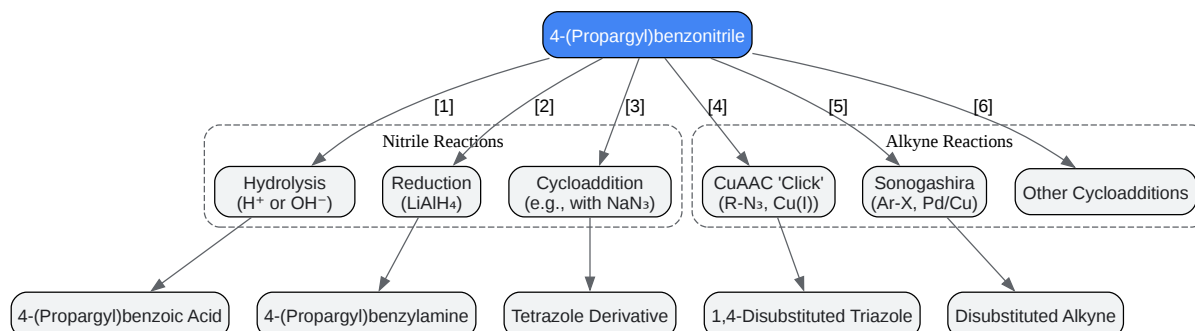 4-(Propargyl)benzonitrile
[1]
[2]
[3]
[4]
[5]
[6]
Nitrile Reactions
Alkyne Reactions
Hydrolysis
(H⁺ or OH⁻)
Reduction
(LiAlH₄)
Cycloaddition
(e.g., with NaN₃)
CuAAC 'Click'
(R-N₃, Cu(I))
Sonogashira
(Ar-X, Pd/Cu)
Other Cycloadditions
4-(Propargyl)benzoic Acid
4-(Propargyl)benzylamine
Tetrazole Derivative
1,4-Disubstituted Triazole
Disubstituted Alkyne